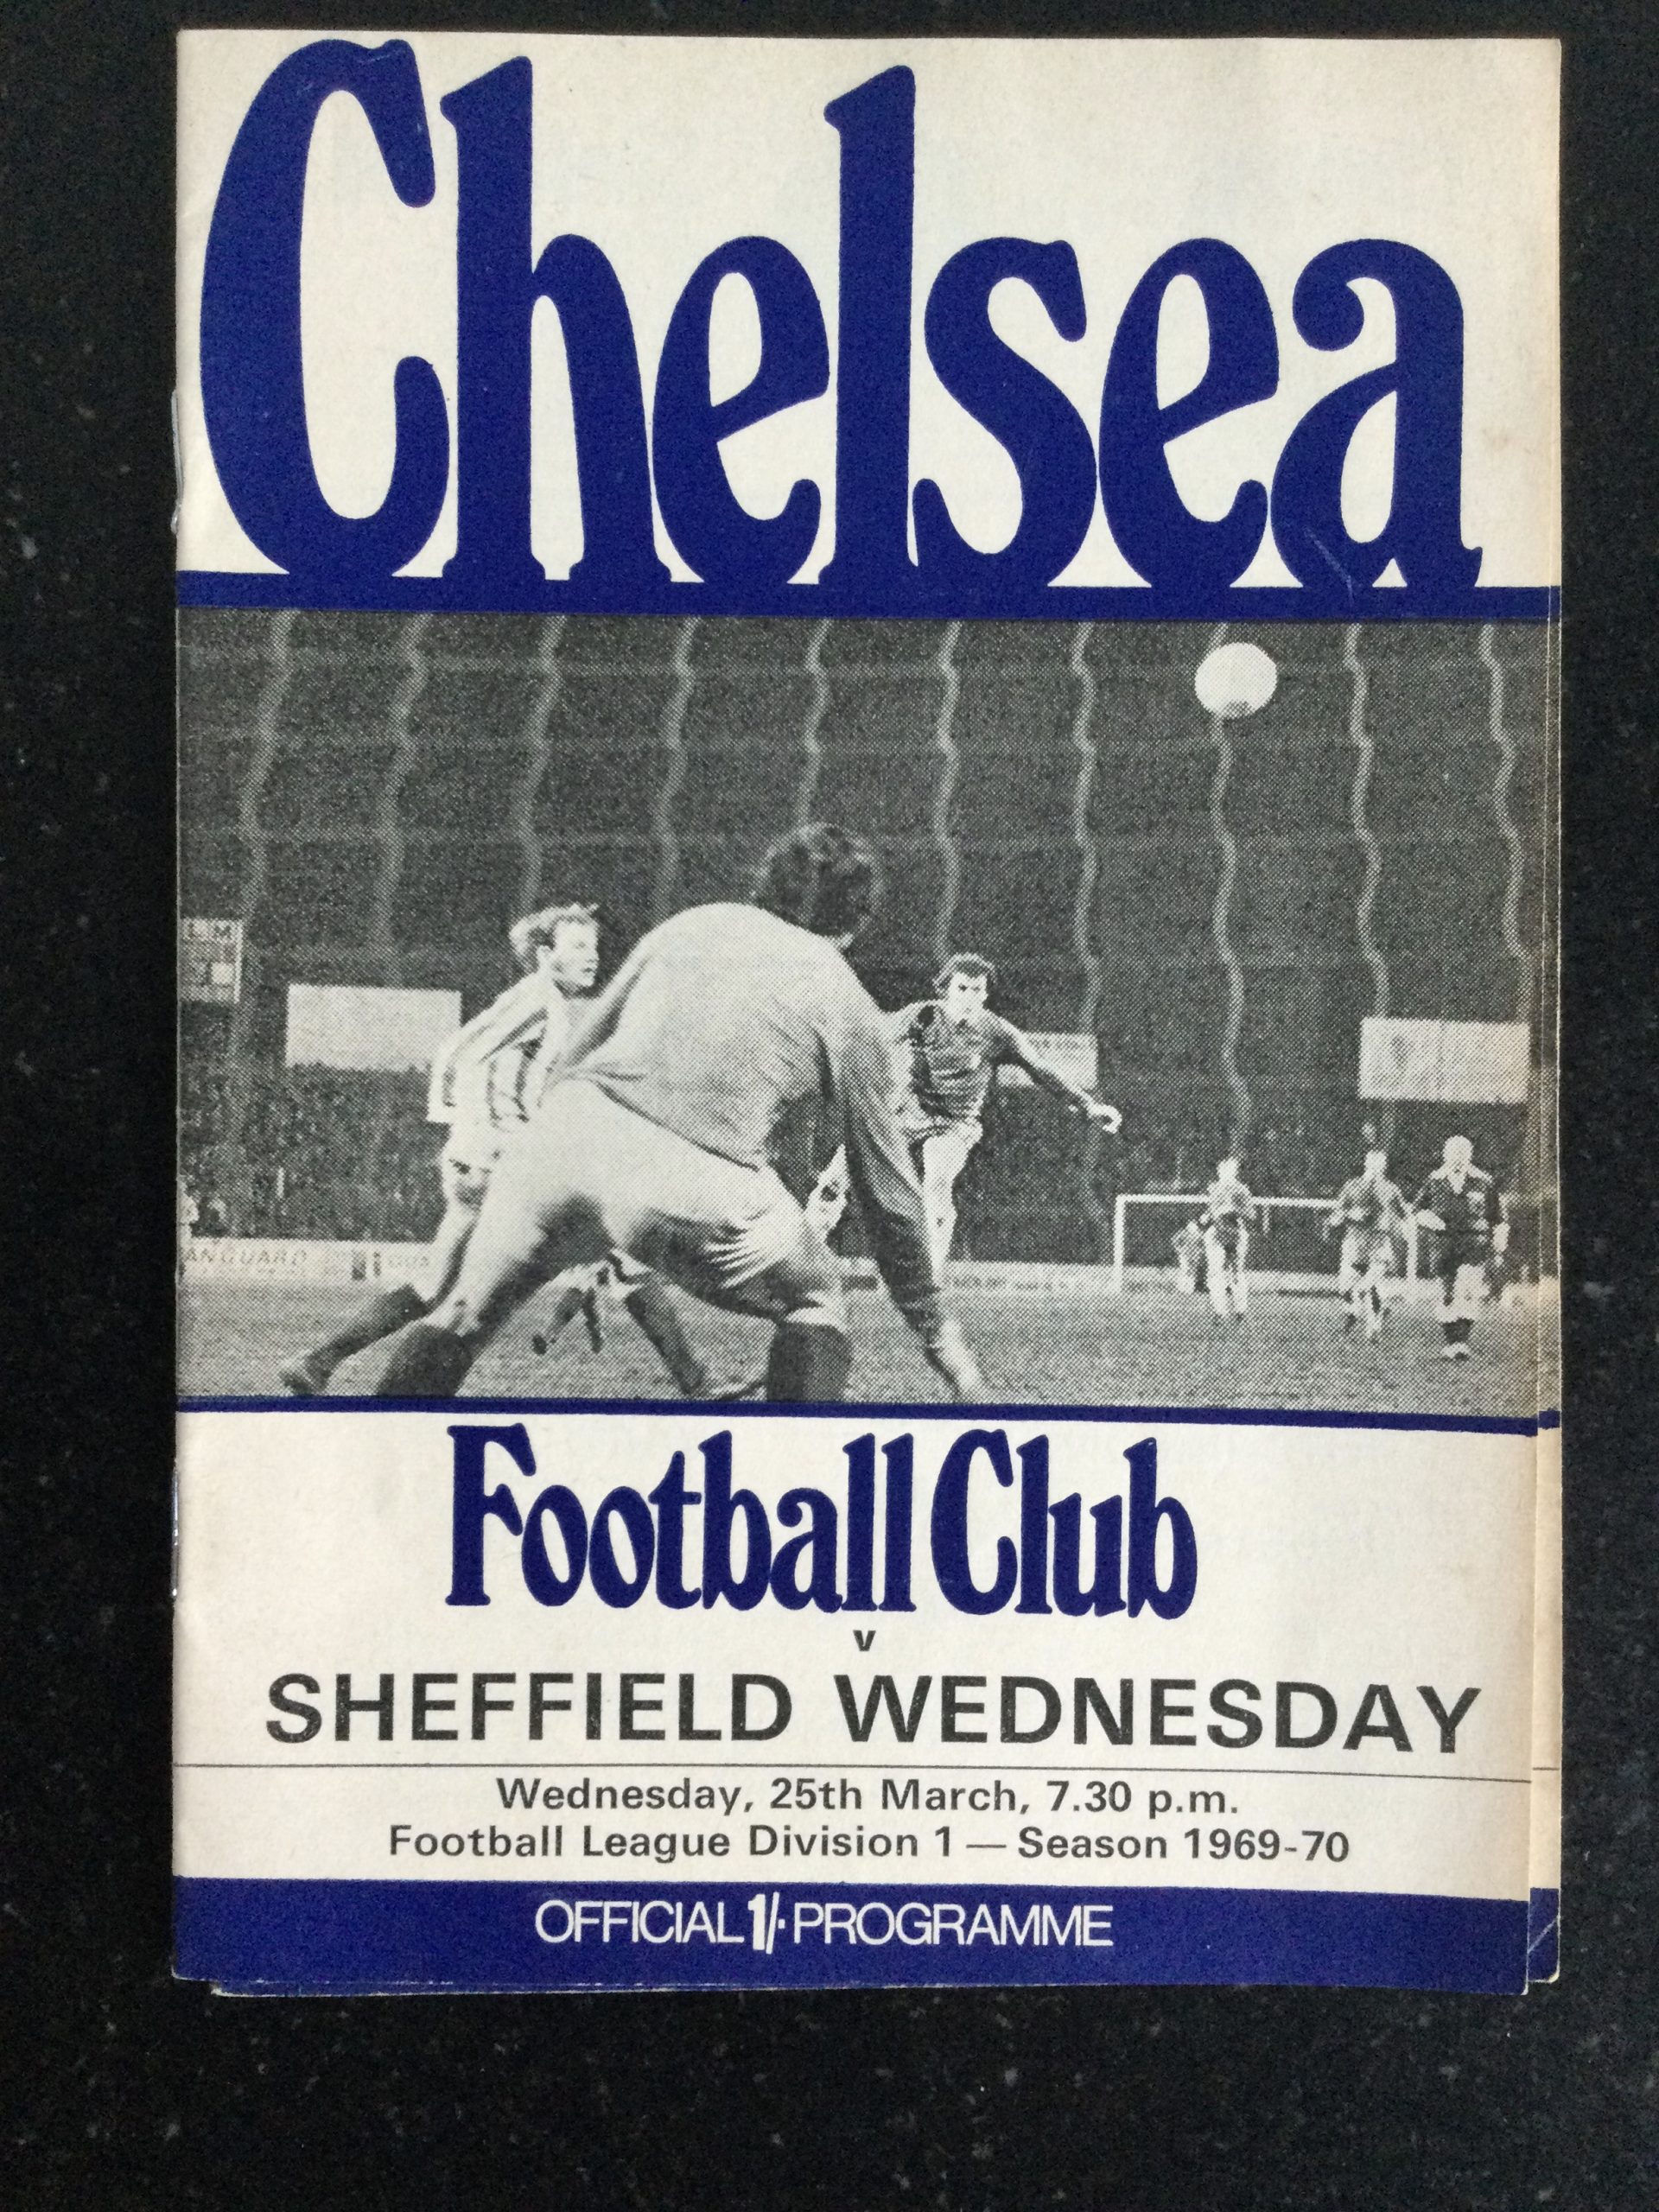 Chelsea
ANGUARD
Football Club
v
SHEFFIELD WEDNESDAY
Wednesday, 25th March, 7.30 p.m.
Football League Division 1 — Season 1969-70
OFFICIAL 1/- PROGRAMME